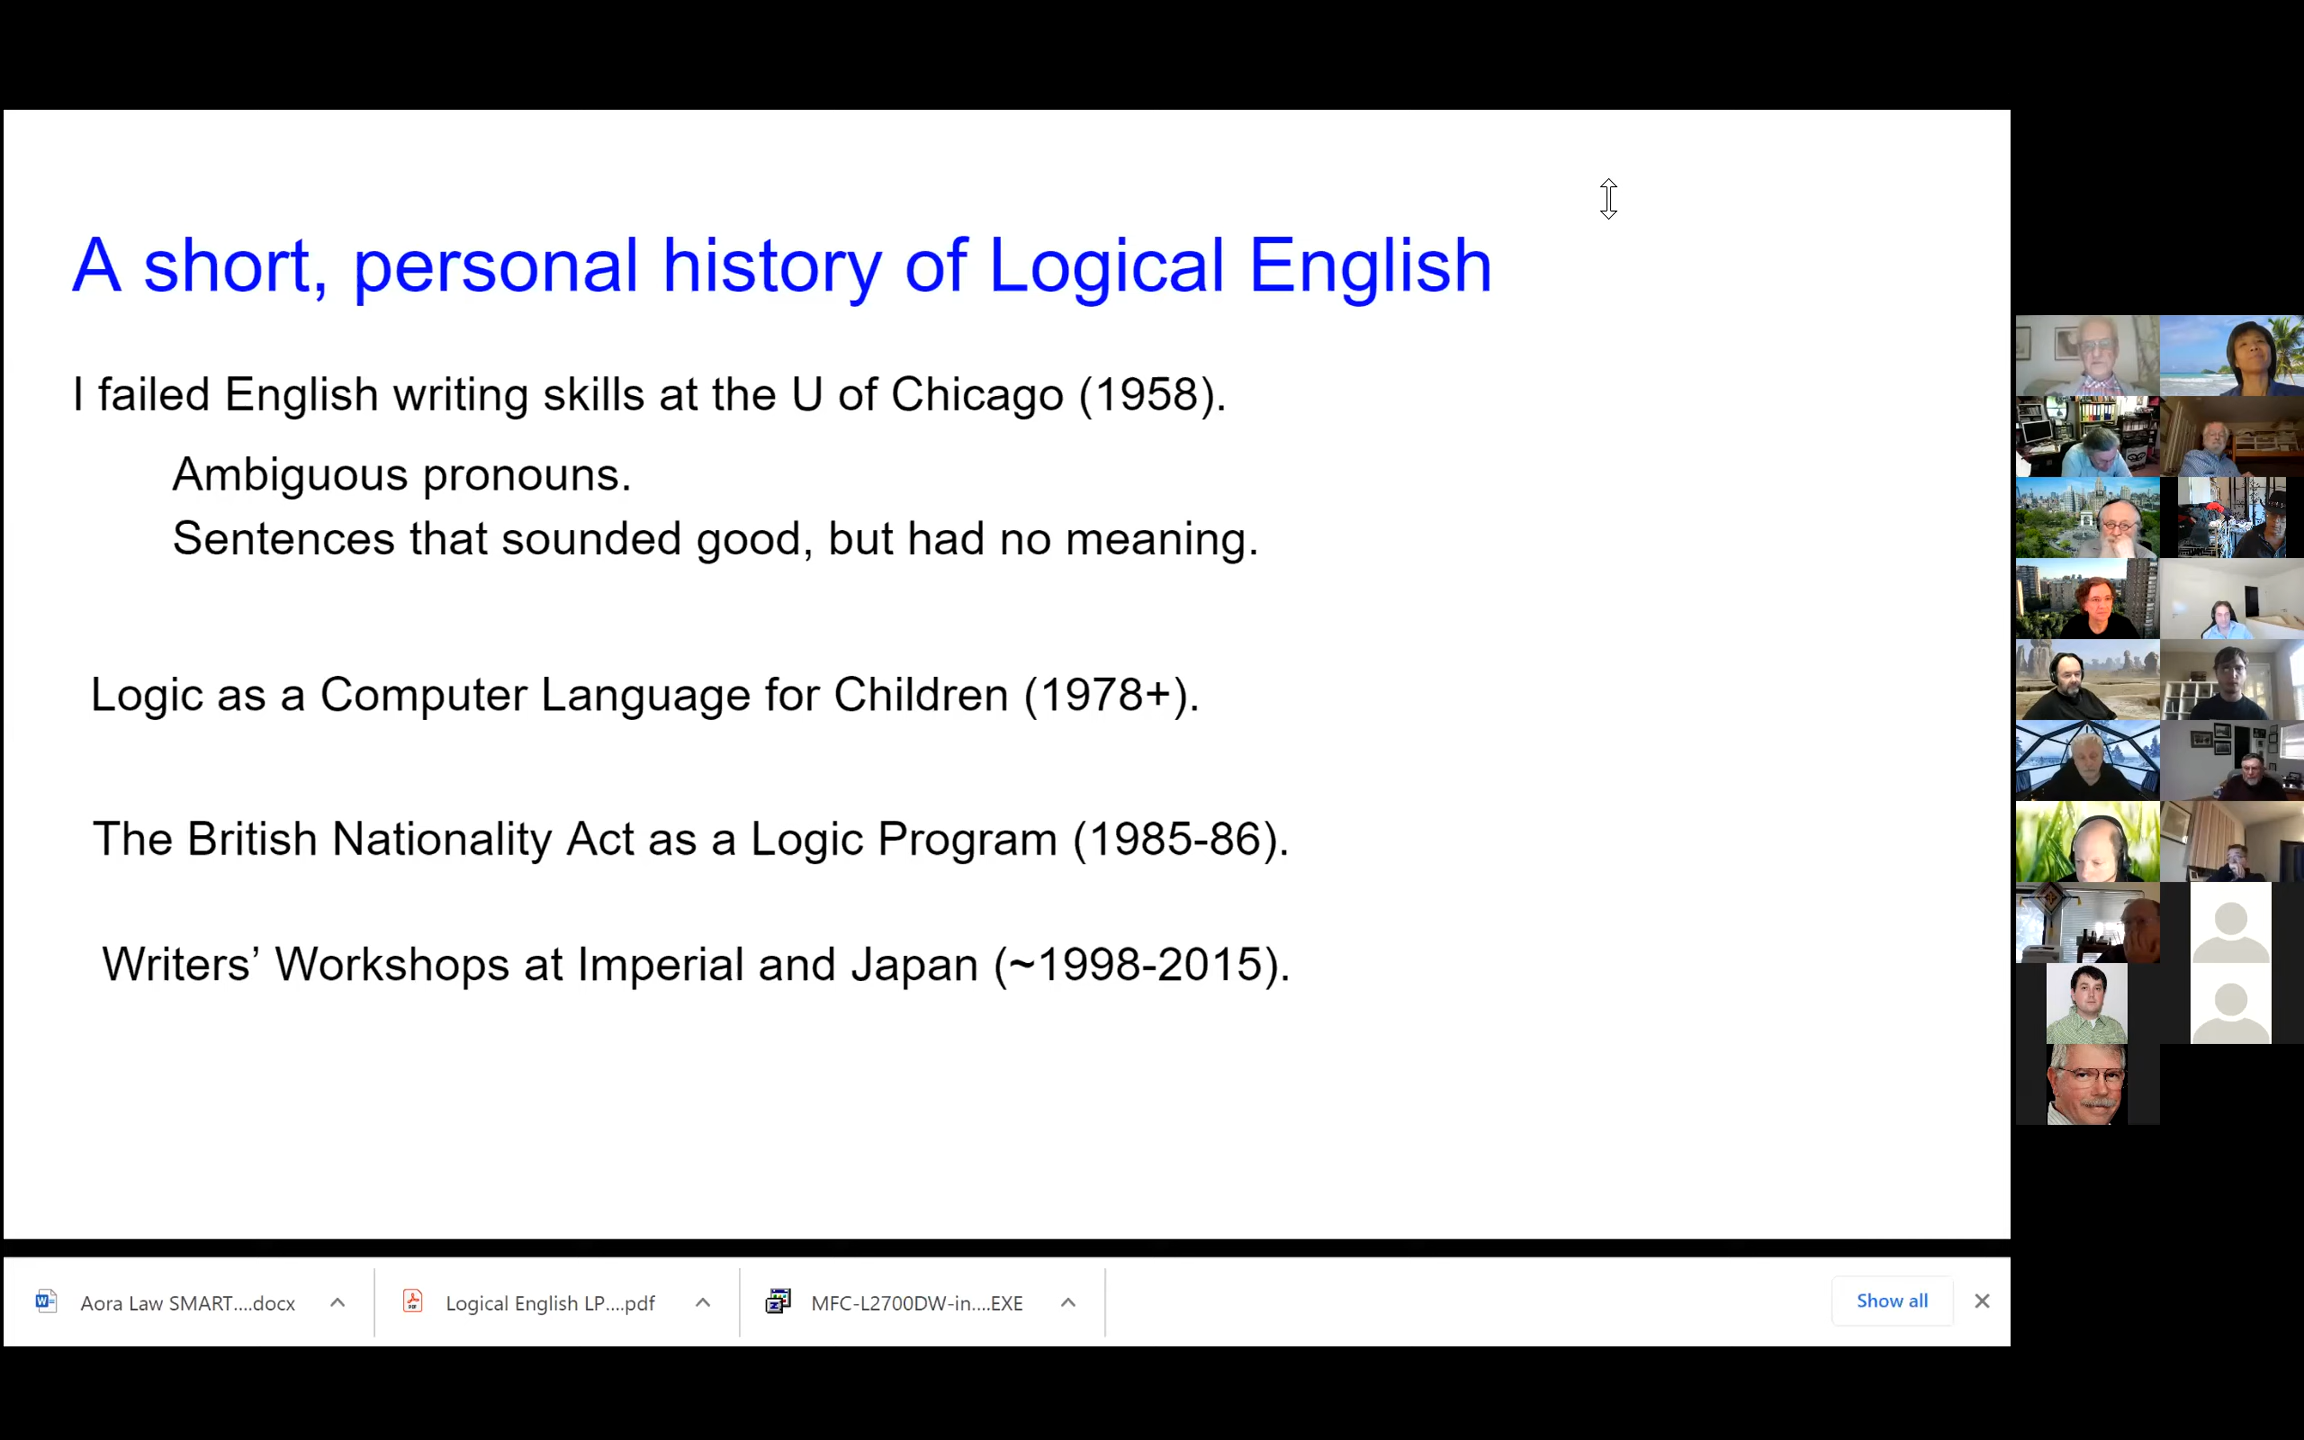 A short, personal history of Logical English
I failed English writing skills at the U of Chicago (1958).
Ambiguous pronouns.
Sentences that sounded good, but had no meaning.
Logic as a Computer Language for Children (1978+).
The British Nationality Act as a Logic Program (1985-86).
Writers’ Workshops at Imperial and Japan (~1998-2015).
Aora Law SMART....docx
Logical English LP....pdf
MFC-L2700DW-in....EXE
Show all